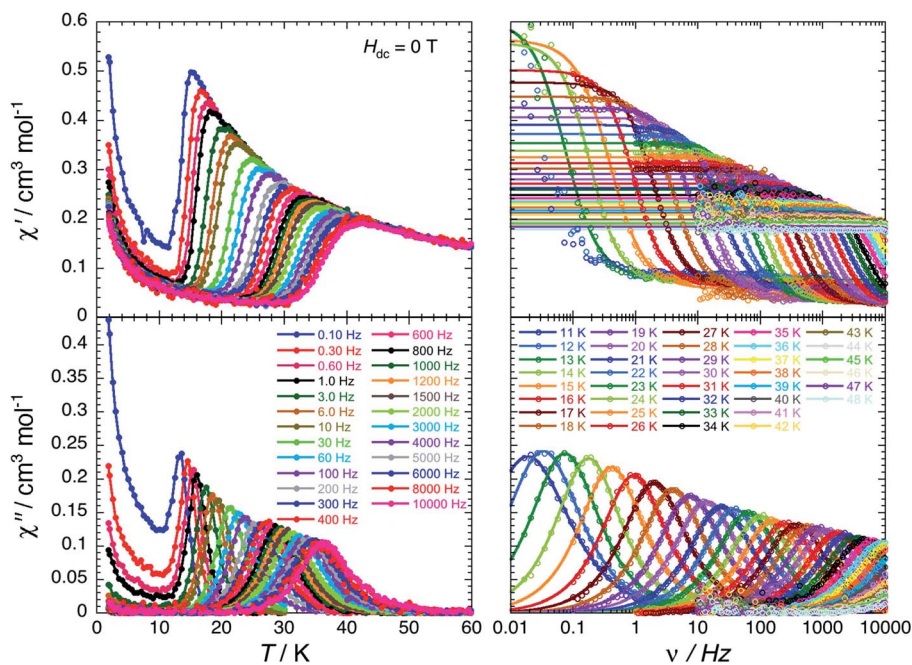 0.6
0.5
0.4
0.3
0.2
0.1
0
χ' / cm³ mol⁻¹
H_dc = 0 T
0.4
0.35
0.3
0.25
0.2
0.15
0.1
0.05
0
χ'' / cm³ mol⁻¹
0.10 Hz 600 Hz
0.30 Hz 800 Hz
0.60 Hz 1000 Hz
1.0 Hz 1200 Hz
3.0 Hz 1500 Hz
6.0 Hz 2000 Hz
10 Hz 3000 Hz
30 Hz 4000 Hz
60 Hz 5000 Hz
100 Hz 6000 Hz
200 Hz 8000 Hz
300 Hz 10000 Hz
400 Hz
11 K 19 K 27 K 35 K 43 K
12 K 20 K 28 K 36 K 44 K
13 K 21 K 29 K 37 K 45 K
14 K 22 K 30 K 38 K 46 K
15 K 23 K 31 K 39 K 47 K
16 K 24 K 32 K 40 K 48 K
17 K 25 K 33 K 41 K
18 K 26 K 34 K 42 K
0 10 20 30 40 50 60
T / K
0.01 0.1 1 10 100 1000 10000
ν / Hz